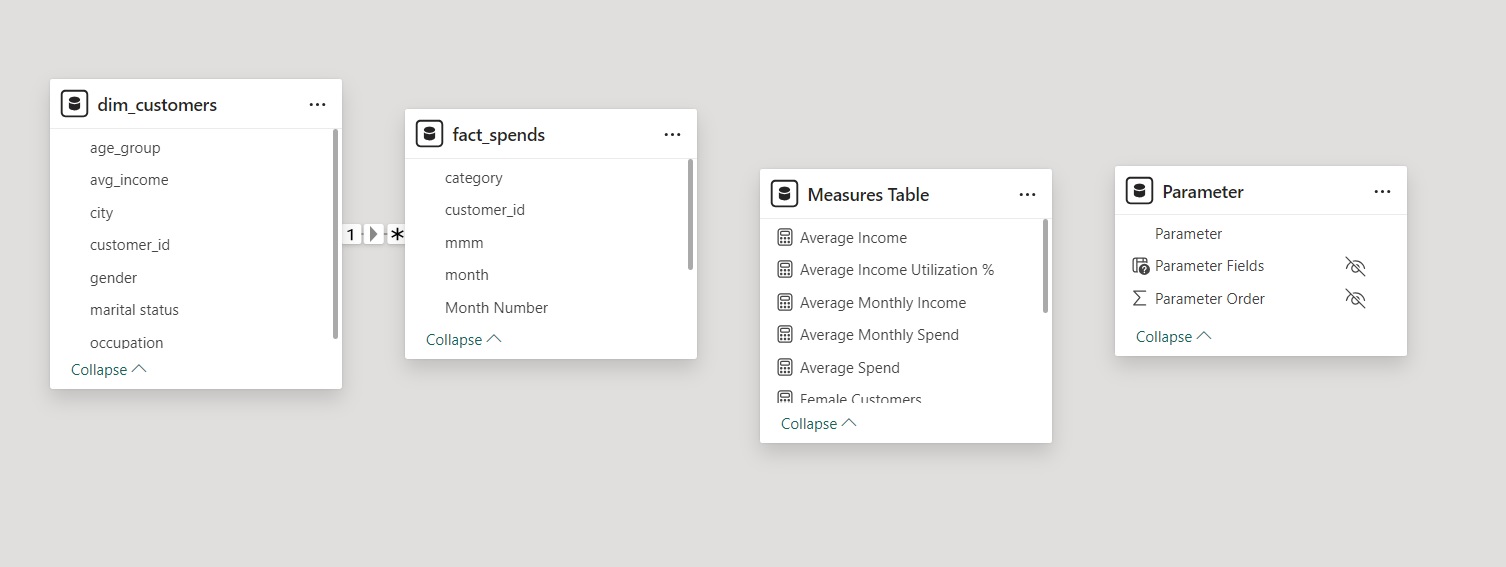 dim_customers
age_group
avg_income
city
customer_id
gender
marital status
occupation
Collapse
1
*
fact_spends
category
customer_id
mmm
month
Month Number
Collapse
Measures Table
Average Income
Average Income Utilization %
Average Monthly Income
Average Monthly Spend
Average Spend
Female Customers
Collapse
Parameter
Parameter
Parameter Fields
Parameter Order
Collapse